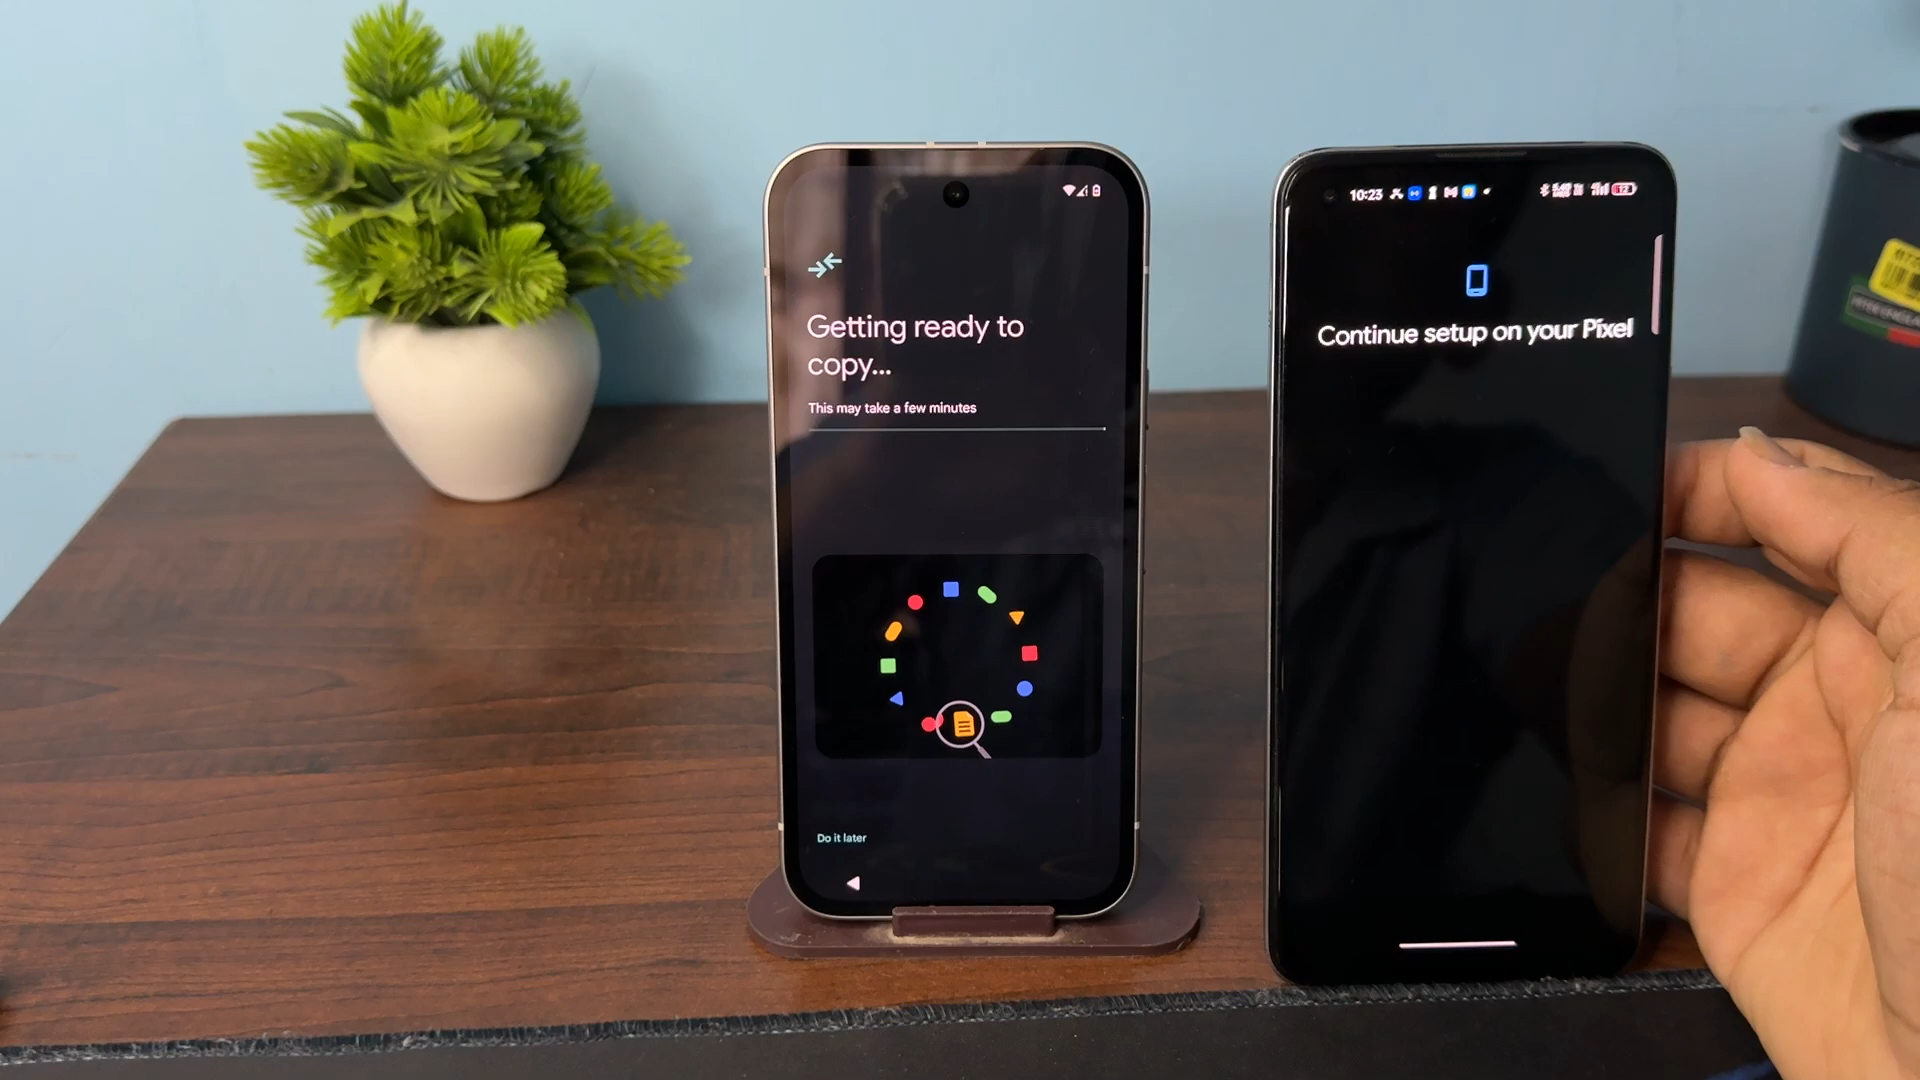 Getting ready to
copy...
This may take a few minutes
Do it later
10:23
12
Continue setup on your Pixel